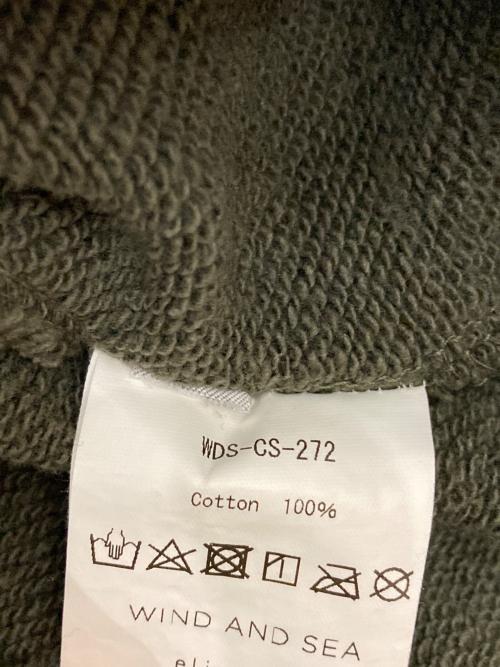 WDS-CS-272
Cotton 100%
WIND AND SEA